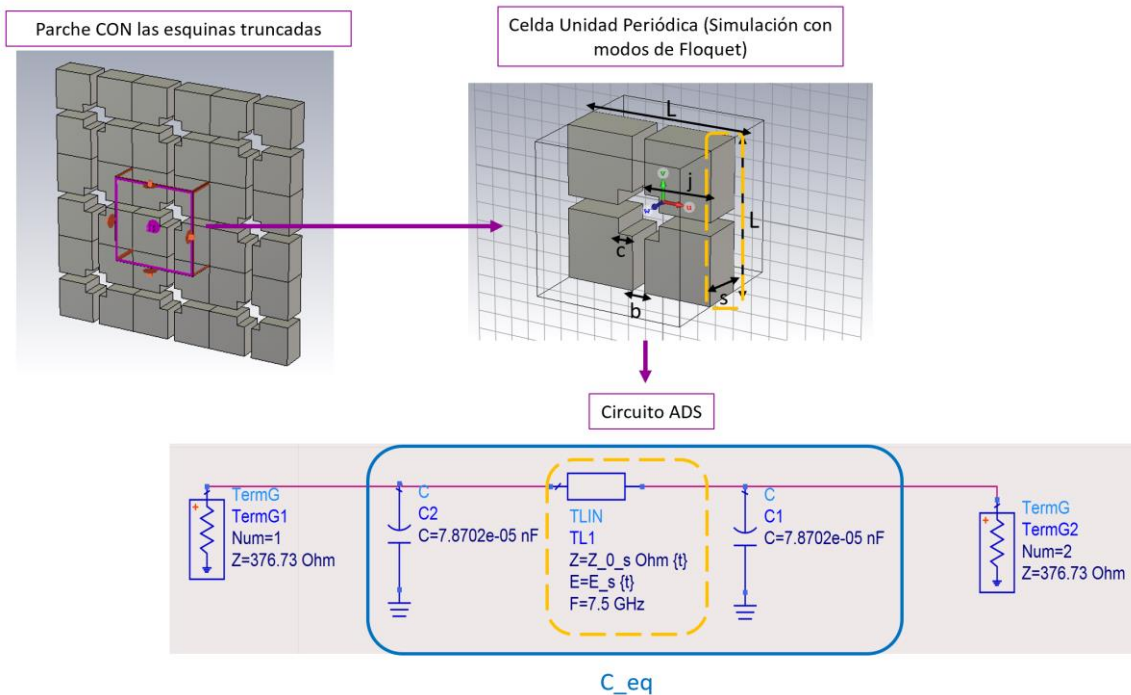 Parche CON las esquinas truncadas
Celda Unidad Periódica (Simulación con
modos de Floquet)
L
j
v
w
u
L
c
s
b
Circuito ADS
TermG
TermG1
Num=1
Z=376.73 Ohm
C
C2
C=7.8702e-05 nF
TLIN
TL1
Z=Z_0_s Ohm {t}
E=E_s {t}
F=7.5 GHz
C
C1
C=7.8702e-05 nF
TermG
TermG2
Num=2
Z=376.73 Ohm
C_eq